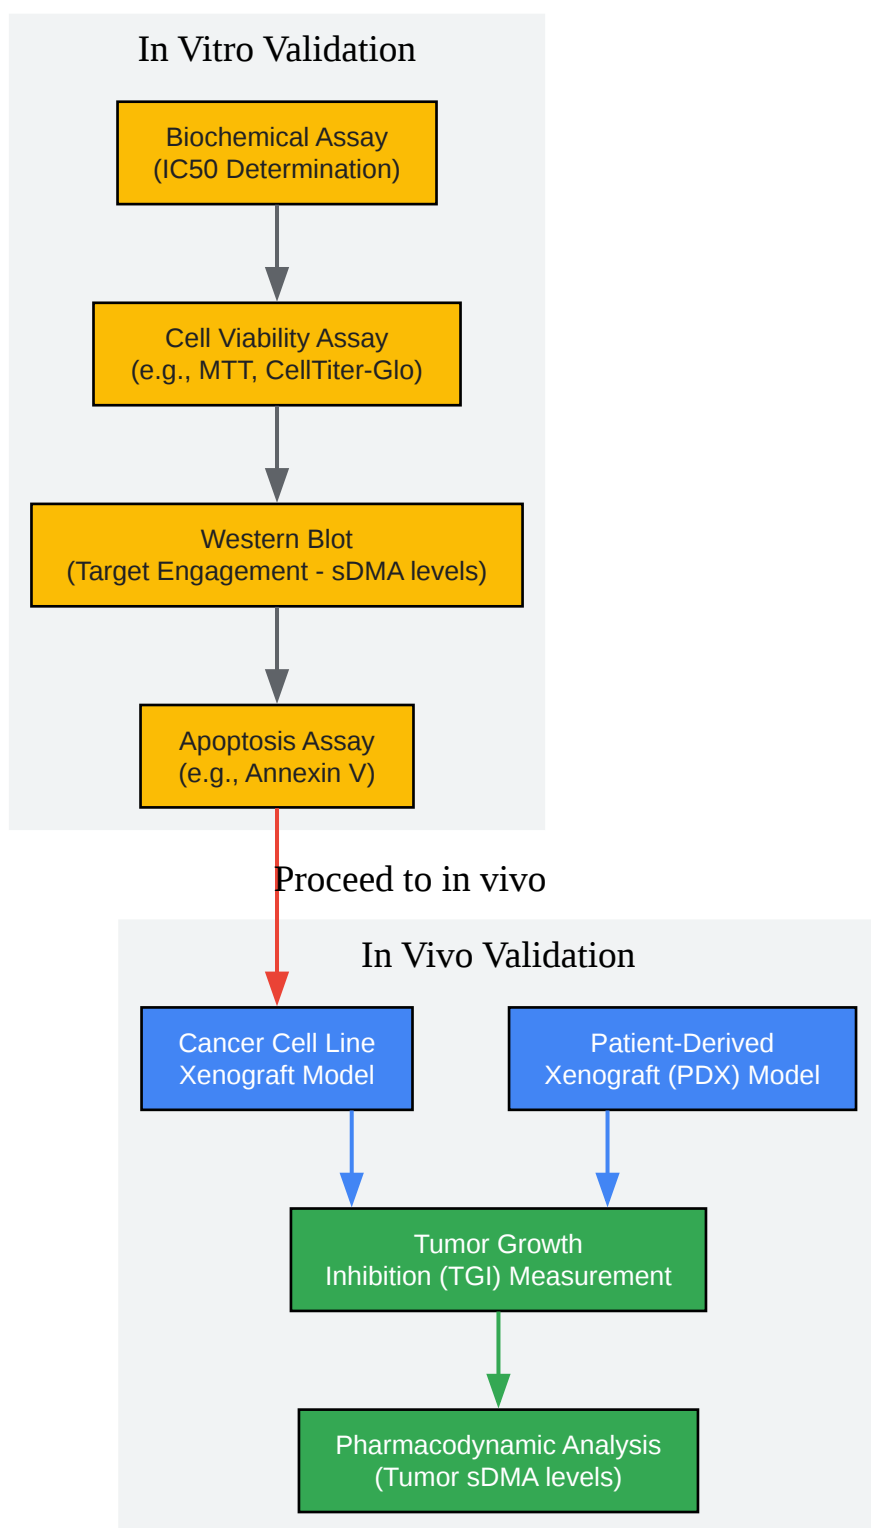 In Vitro Validation
Biochemical Assay
(IC50 Determination)
Cell Viability Assay
(e.g., MTT, CellTiter-Glo)
Western Blot
(Target Engagement - sDMA levels)
Apoptosis Assay
(e.g., Annexin V)
Proceed to in vivo
In Vivo Validation
Cancer Cell Line
Xenograft Model
Patient-Derived
Xenograft (PDX) Model
Tumor Growth
Inhibition (TGI) Measurement
Pharmacodynamic Analysis
(Tumor sDMA levels)